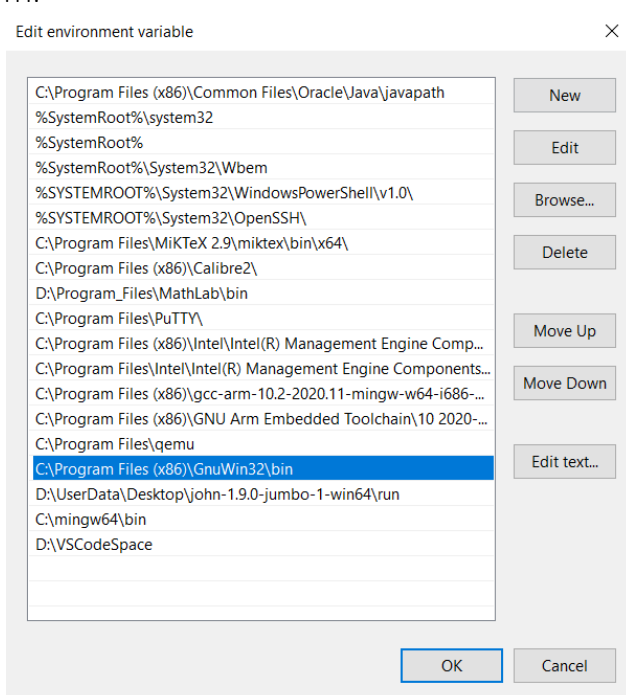 Edit environment variable
C:\Program Files (x86)\Common Files\Oracle\Java\javapath
%SystemRoot%\system32
%SystemRoot%
%SystemRoot%\System32\Wbem
%SYSTEMROOT%\System32\WindowsPowerShell\v1.0\
%SYSTEMROOT%\System32\OpenSSH\
C:\Program Files\MiKTeX 2.9\miktex\bin\x64\
C:\Program Files (x86)\Calibre2\
D:\Program_Files\MathLab\bin
C:\Program Files\PuTTY\
C:\Program Files (x86)\Intel\Intel(R) Management Engine Comp...
C:\Program Files\Intel\Intel(R) Management Engine Components...
C:\Program Files (x86)\gcc-arm-10.2-2020.11-mingw-w64-i686-...
C:\Program Files (x86)\GNU Arm Embedded Toolchain\10 2020-...
C:\Program Files\qemu
C:\Program Files (x86)\GnuWin32\bin
D:\UserData\Desktop\john-1.9.0-jumbo-1-win64\run
C:\mingw64\bin
D:\VSCodeSpace
New
Edit
Browse...
Delete
Move Up
Move Down
Edit text...
OK
Cancel